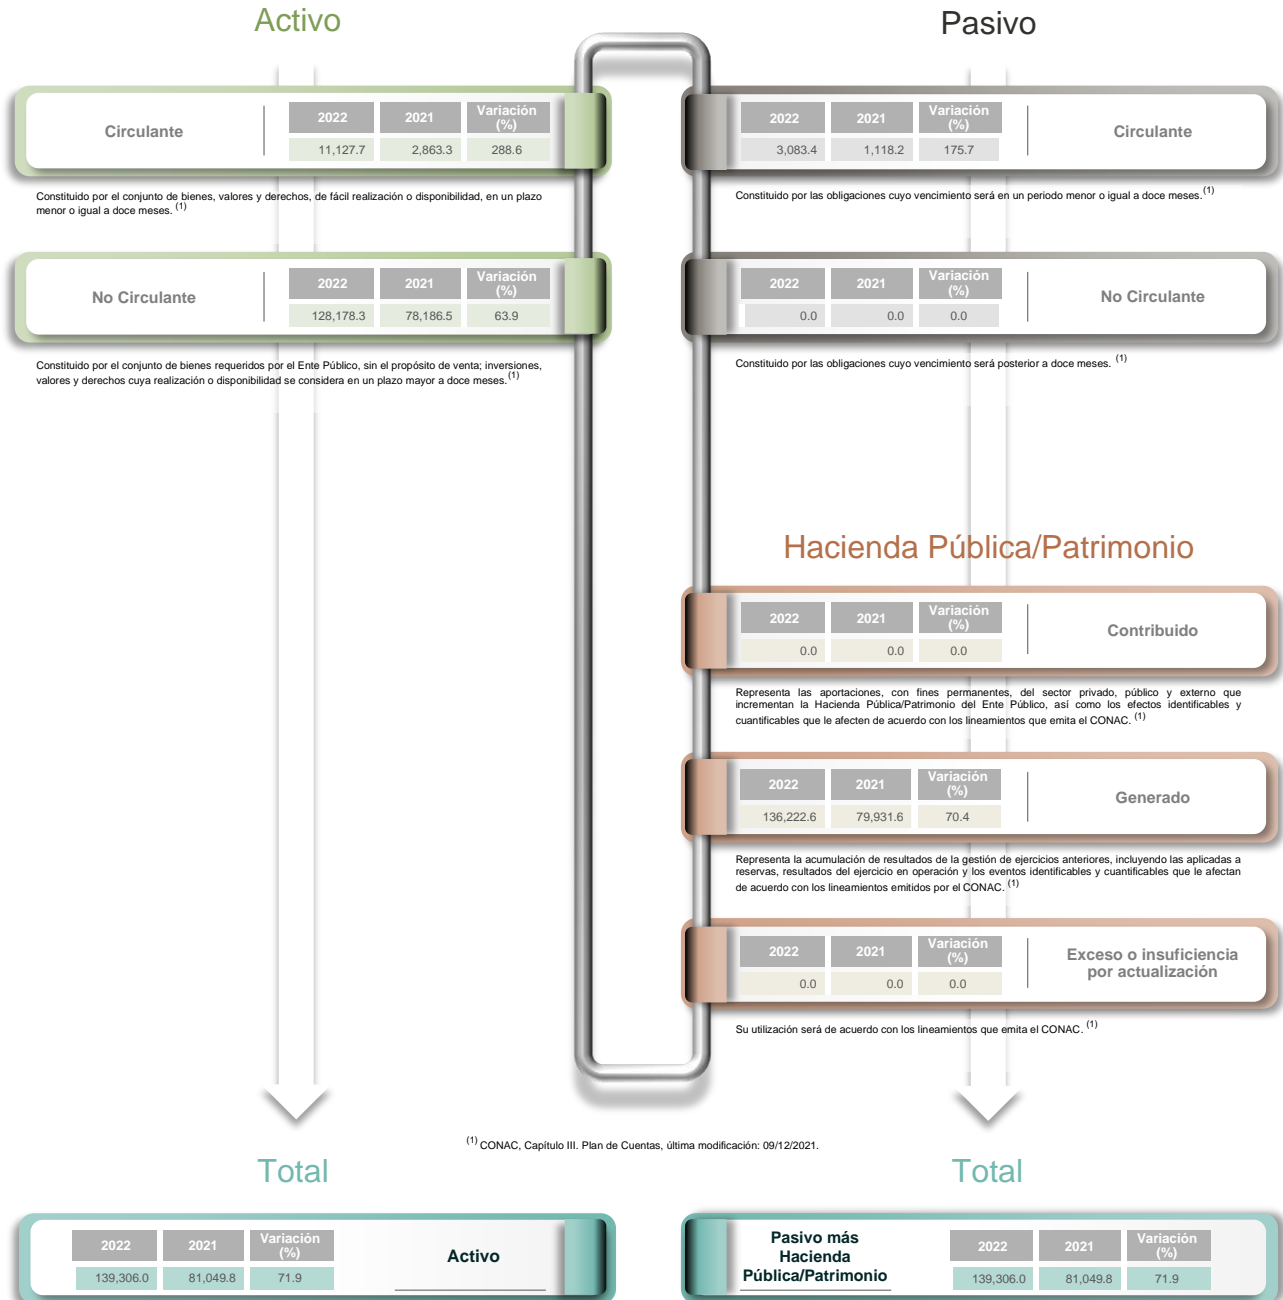 Activo
Circulante
2022 2021 Variación (%)
11,127.7 2,863.3 288.6
Constituido por el conjunto de bienes, valores y derechos, de fácil realización o disponibilidad, en un plazo
menor o igual a doce meses. (1)
No Circulante
2022 2021 Variación (%)
128,178.3 78,186.5 63.9
Constituido por el conjunto de bienes requeridos por el Ente Público, sin el propósito de venta; inversiones,
valores y derechos cuya realización o disponibilidad se considera en un plazo mayor a doce meses. (1)
Pasivo
2022 2021 Variación (%)
3,083.4 1,118.2 175.7
Circulante
Constituido por las obligaciones cuyo vencimiento será en un periodo menor o igual a doce meses. (1)
2022 2021 Variación (%)
0.0 0.0 0.0
No Circulante
Constituido por las obligaciones cuyo vencimiento será posterior a doce meses. (1)
Hacienda Pública/Patrimonio
2022 2021 Variación (%)
0.0 0.0 0.0
Contribuido
Representa las aportaciones, con fines permanentes, del sector privado, público y externo que
incrementan la Hacienda Pública/Patrimonio del Ente Público, así como los efectos identificables y
cuantificables que le afecten de acuerdo con los lineamientos que emita el CONAC. (1)
2022 2021 Variación (%)
136,222.6 79,931.6 70.4
Generado
Representa la acumulación de resultados de la gestión de ejercicios anteriores, incluyendo las aplicadas a
reservas, resultados del ejercicio en operación y los eventos identificables y cuantificables que le afectan
de acuerdo con los lineamientos emitidos por el CONAC. (1)
2022 2021 Variación (%)
0.0 0.0 0.0
Exceso o insuficiencia
por actualización
Su utilización será de acuerdo con los lineamientos que emita el CONAC. (1)
(1) CONAC, Capítulo III. Plan de Cuentas, última modificación: 09/12/2021.
Total
2022 2021 Variación (%)
139,306.0 81,049.8 71.9
Activo
Total
Pasivo más
Hacienda
Pública/Patrimonio
2022 2021 Variación (%)
139,306.0 81,049.8 71.9